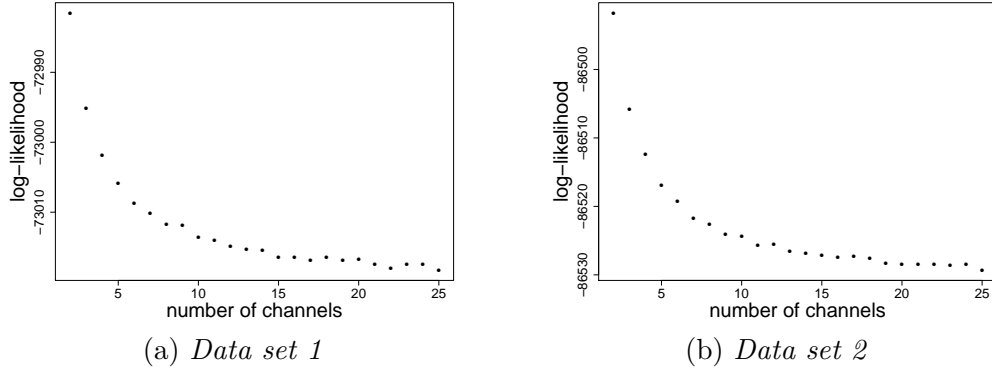 log−likelihood
−72990
−73000
−73010
5 10 15 20 25
number of channels
(a) Data set 1
log−likelihood
−86500
−86510
−86520
−86530
5 10 15 20 25
number of channels
(b) Data set 2